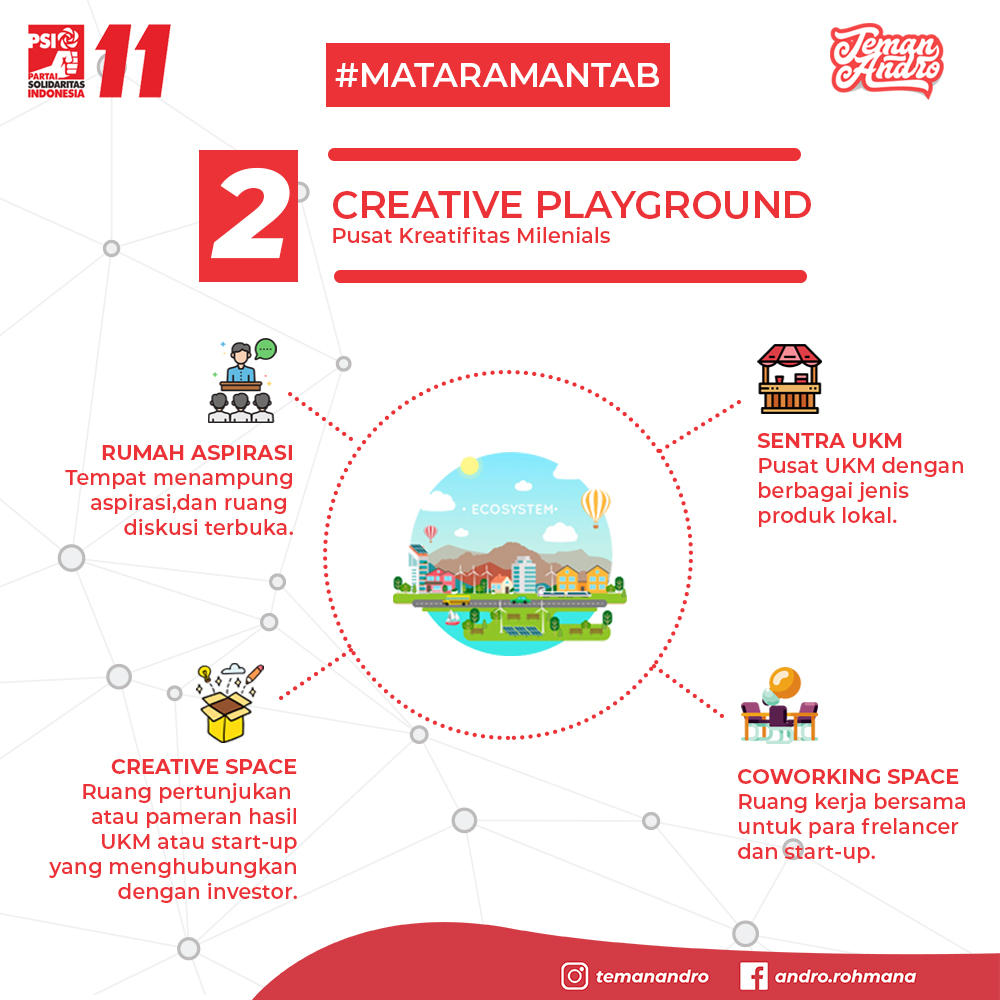 PSI
PARTAI
SOLIDARITAS
INDONESIA
11
#MATARAMANTAB
Teman
Andro
2
CREATIVE PLAYGROUND
Pusat Kreatifitas Milenials
RUMAH ASPIRASI
Tempat menampung
aspirasi,dan ruang
diskusi terbuka.
SENTRA UKM
Pusat UKM dengan
berbagai jenis
produk lokal.
• ECOSYSTEM•
CREATIVE SPACE
Ruang pertunjukan
atau pameran hasil
UKM atau start-up
yang menghubungkan
dengan investor.
COWORKING SPACE
Ruang kerja bersama
untuk para frelancer
dan start-up.
temanandro
andro.rohmana